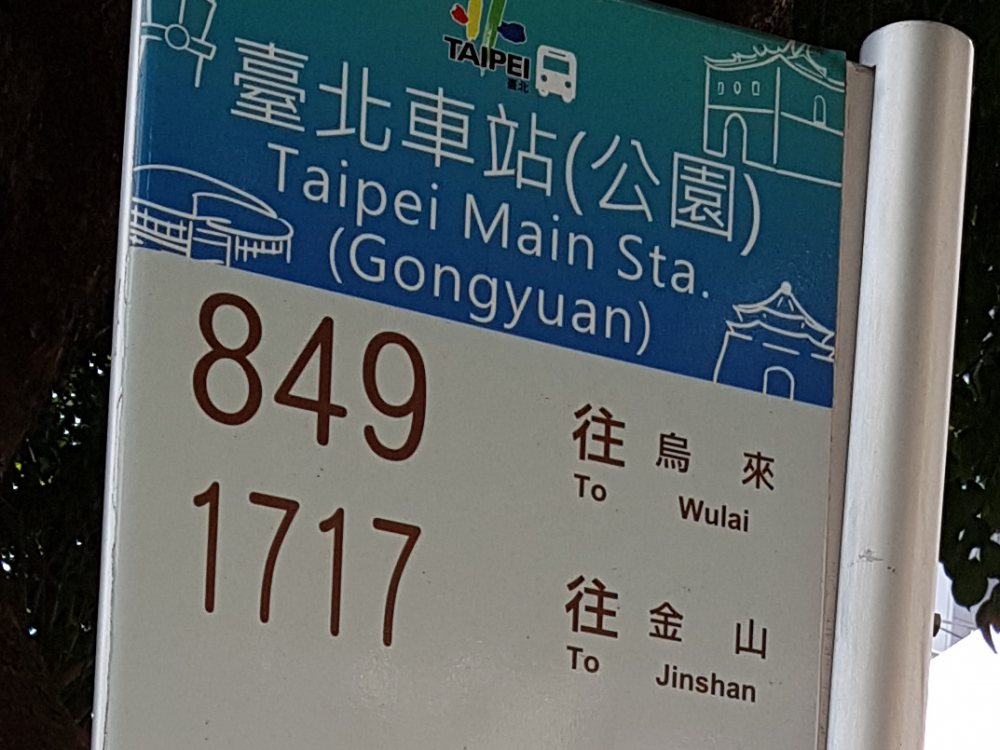 TAIPEI
臺北
臺北車站(公園)
Taipei Main Sta.
(Gongyuan)
849 往 烏來
To Wulai
1717 往 金山
To Jinshan